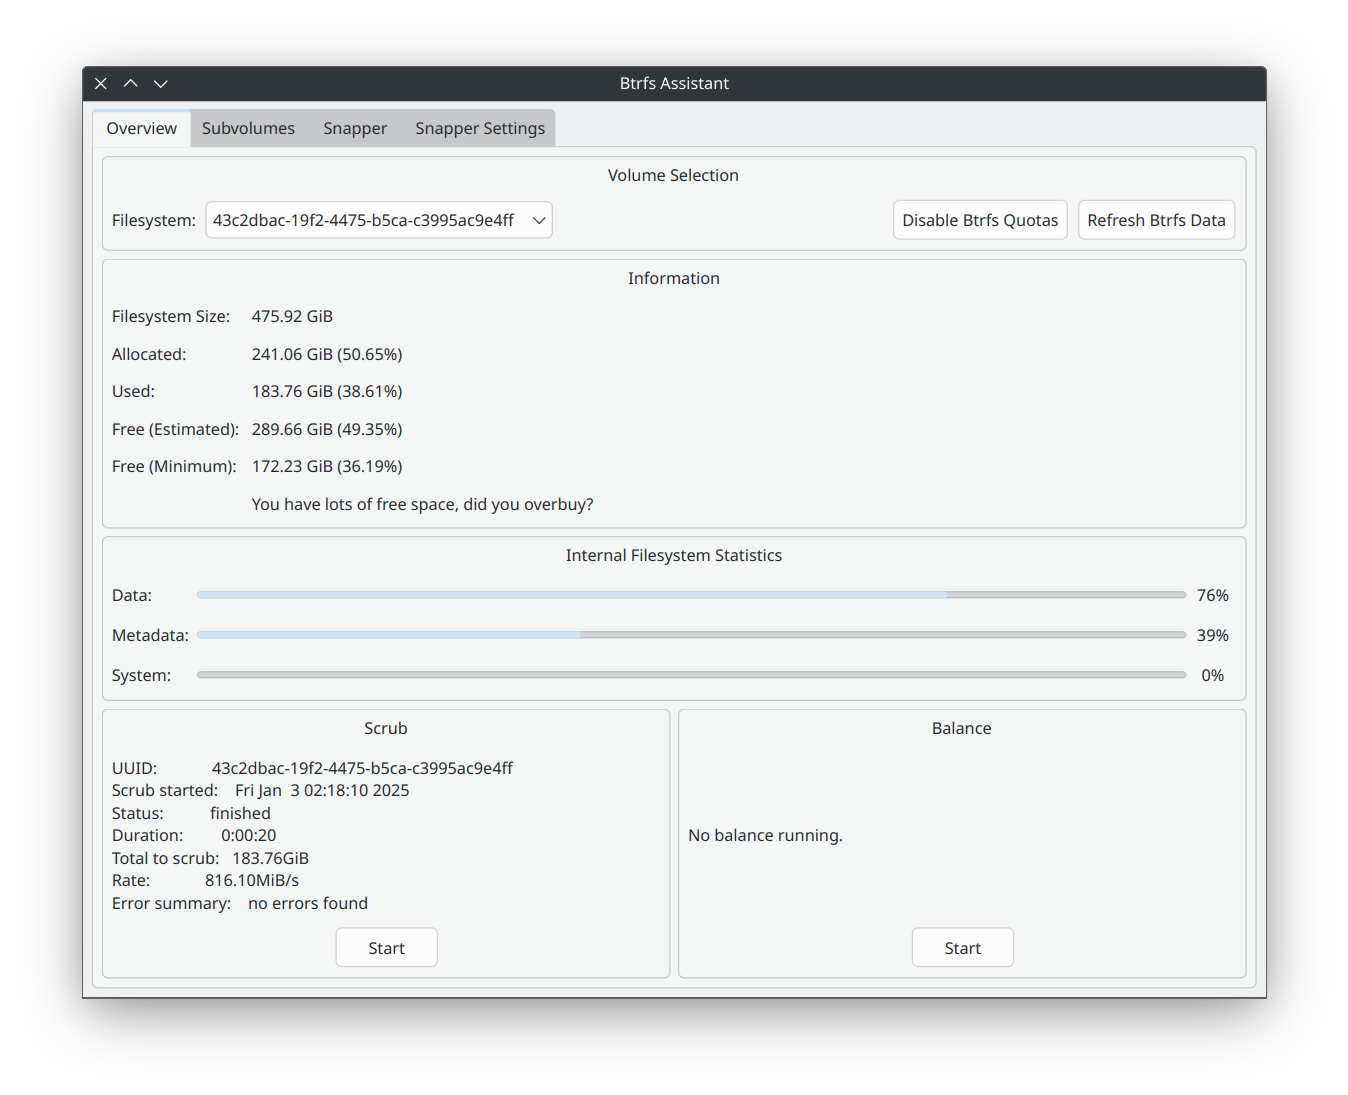 Btrfs Assistant
Overview Subvolumes Snapper Snapper Settings
Volume Selection
Filesystem: 43c2dbac-19f2-4475-b5ca-c3995ac9e4ff Disable Btrfs Quotas Refresh Btrfs Data
Information
Filesystem Size: 475.92 GiB
Allocated: 241.06 GiB (50.65%)
Used: 183.76 GiB (38.61%)
Free (Estimated): 289.66 GiB (49.35%)
Free (Minimum): 172.23 GiB (36.19%)
You have lots of free space, did you overbuy?
Internal Filesystem Statistics
Data: 76%
Metadata: 39%
System: 0%
Scrub
UUID: 43c2dbac-19f2-4475-b5ca-c3995ac9e4ff
Scrub started: Fri Jan 3 02:18:10 2025
Status: finished
Duration: 0:00:20
Total to scrub: 183.76GiB
Rate: 816.10MiB/s
Error summary: no errors found
Start
Balance
No balance running.
Start